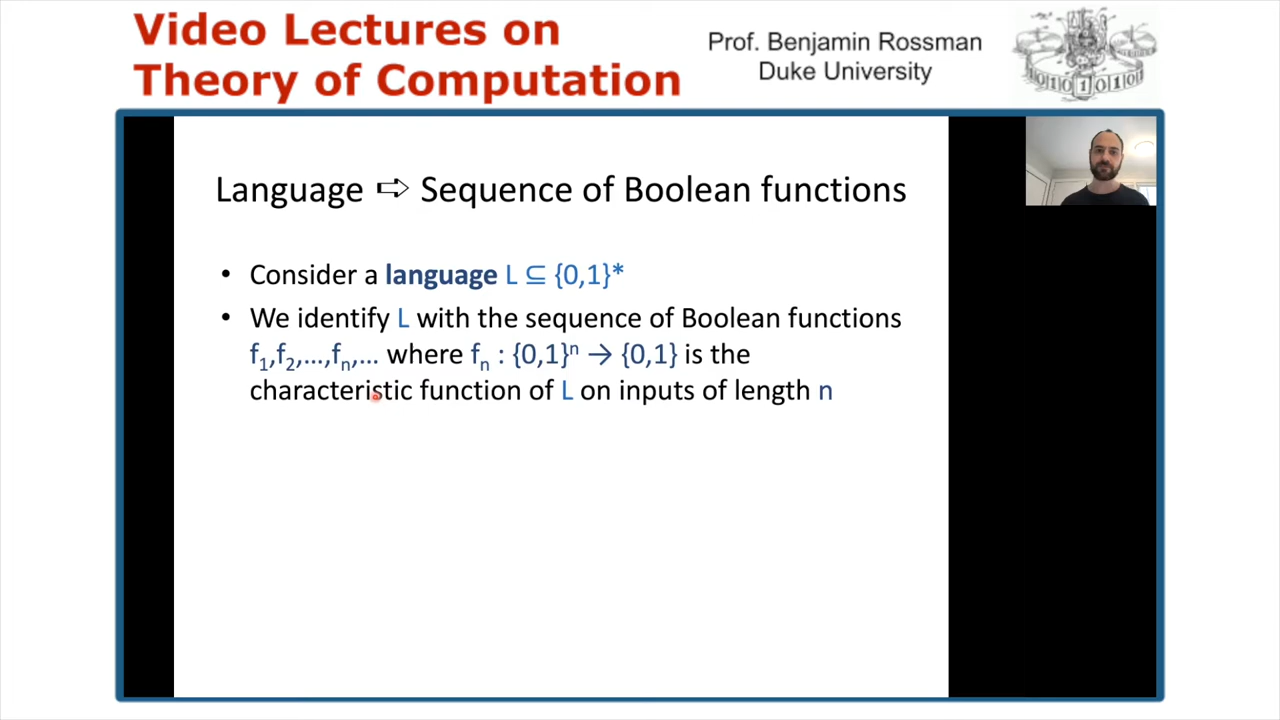 Video Lectures on
Theory of Computation
Prof. Benjamin Rossman
Duke University
Language ⇨ Sequence of Boolean functions
• Consider a language L ⊆ {0,1}*
• We identify L with the sequence of Boolean functions
f₁,f₂,…,fₙ,… where fₙ : {0,1}ⁿ → {0,1} is the
characteristic function of L on inputs of length n